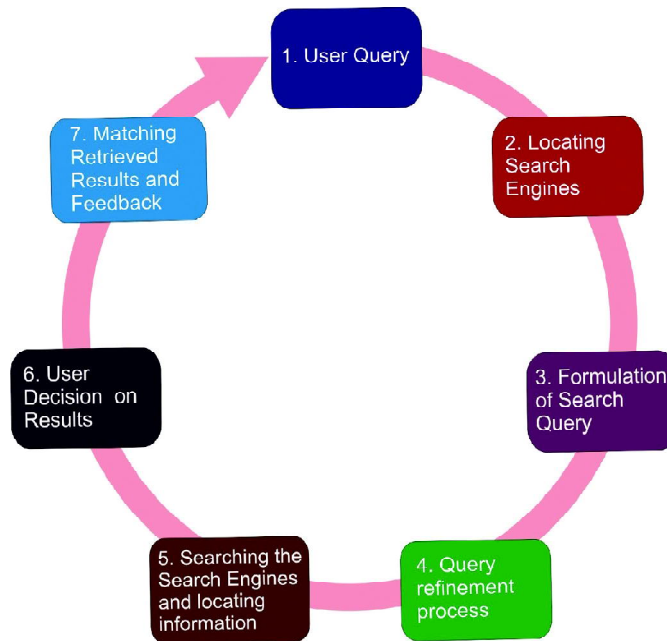 1. User Query
2. Locating
Search
Engines
3. Formulation
of Search
Query
4. Query
refinement
process
5. Searching the
Search Engines
and locating
information
6. User
Decision on
Results
7. Matching
Retrieved
Results and
Feedback